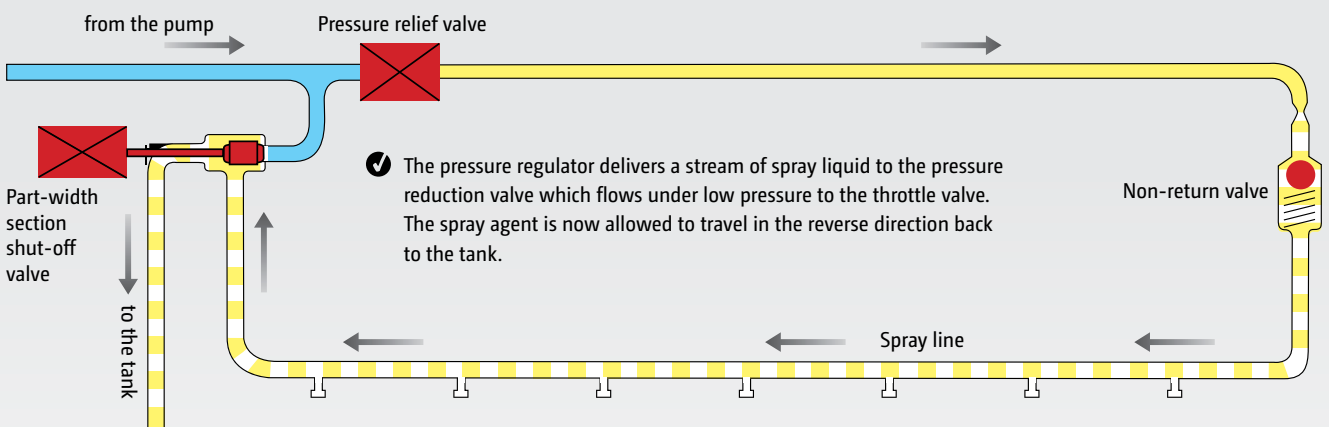 from the pump
Pressure relief valve
The pressure regulator delivers a stream of spray liquid to the pressure
reduction valve which flows under low pressure to the throttle valve.
The spray agent is now allowed to travel in the reverse direction back
to the tank.
Non-return valve
Part-width
section
shut-off
valve
to the tank
Spray line